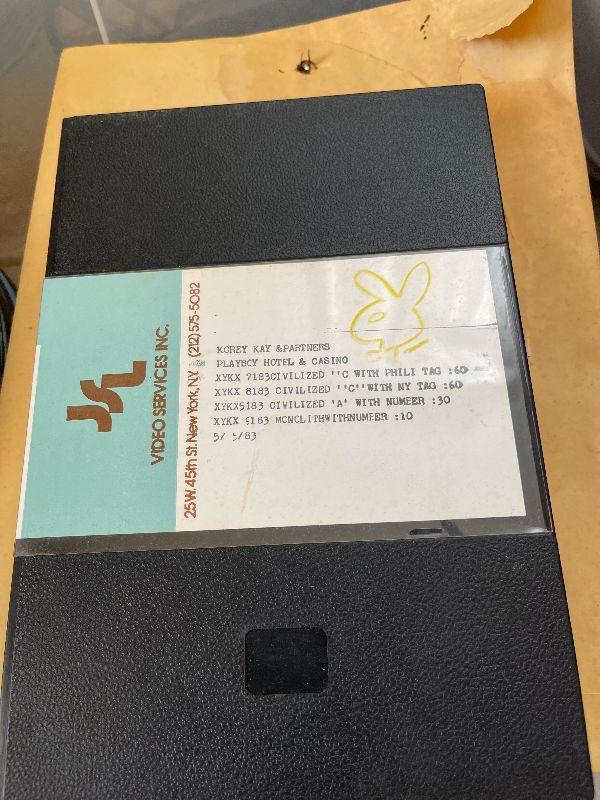 JSL
VIDEO SERVICES INC.
25 W. 45th St. New York, N.Y. (212) 575-5082
KOREY KAY &PARTNERS
PLAYBOY HOTEL & CASINO
XYKX 7183CIVILIZED ''C WITH PHILI TAG :60
XYKX 8183 CIVILIZED ''C''WITH NY TAG :60
XYKX5183 CIVILIZED 'A' WITH NUMBER :30
XYKX 9183 MONOLITHWITHNUMBER :10
5/ 5/83